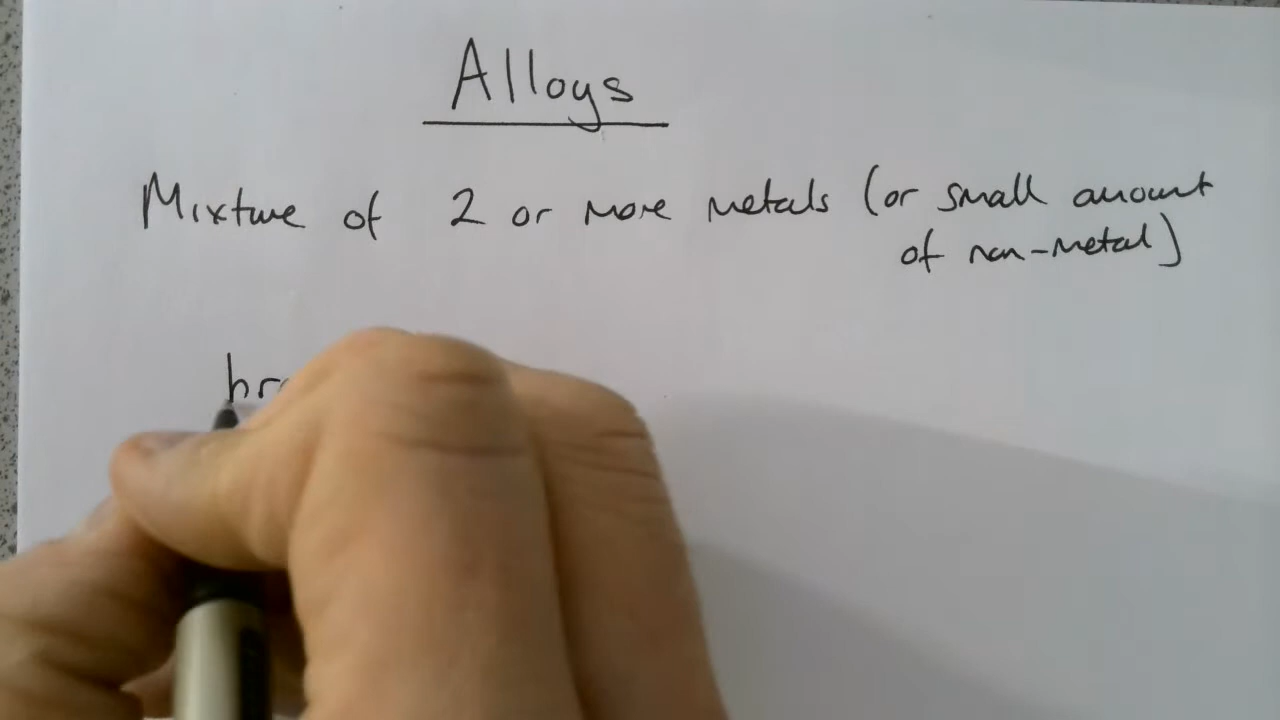 Alloys
Mixture of 2 or more metals (or small amount
of non-metal)